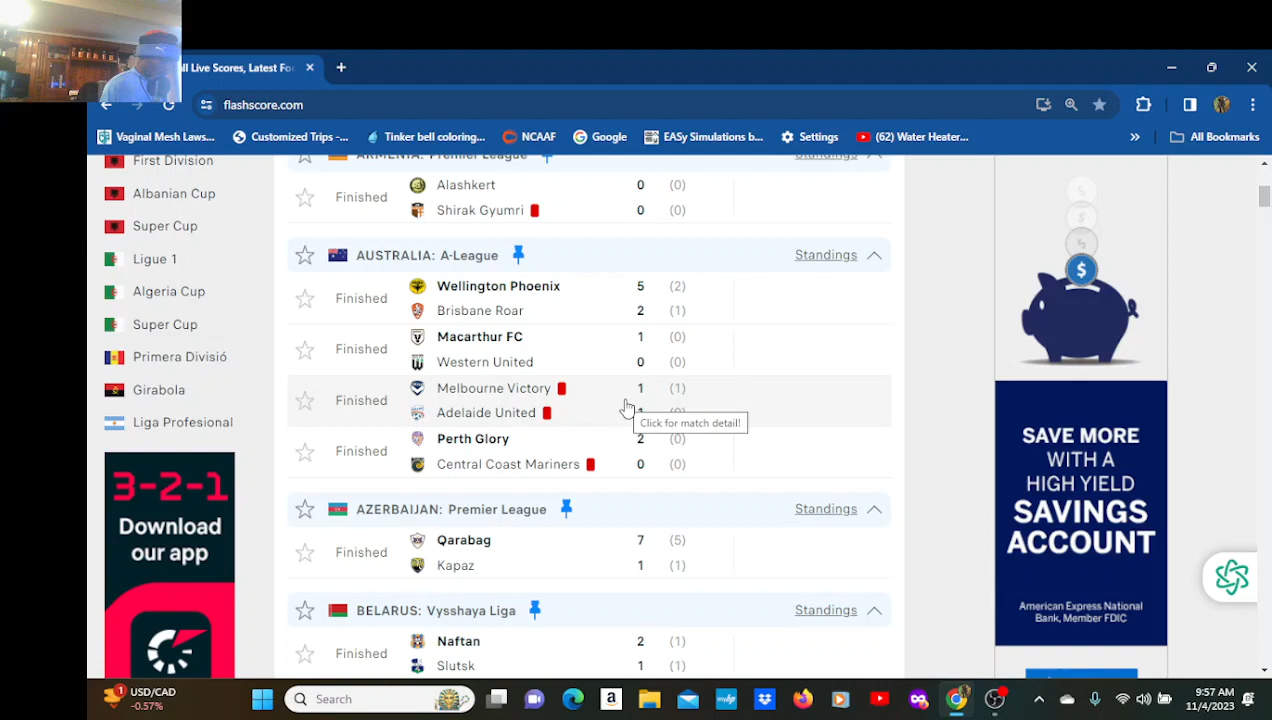 ll Live Scores, Latest Fo
flashscore.com
Vaginal Mesh Laws... Customized Trips -... Tinker bell coloring... NCAAF Google EASy Simulations b... Settings (62) Water Heater... » All Bookmarks
First Division
Albanian Cup
Super Cup
Ligue 1
Algeria Cup
Super Cup
Primera Divisió
Girabola
Liga Profesional
3-2-1
Download
our app
ARMENIA: Premier League Standings
Finished
Alashkert 0 (0)
Shirak Gyumri 0 (0)
AUSTRALIA: A-League Standings
Finished
Wellington Phoenix 5 (2)
Brisbane Roar 2 (1)
Finished
Macarthur FC 1 (0)
Western United 0 (0)
Finished
Melbourne Victory 1 (1)
Adelaide United
Click for match detail!
Finished
Perth Glory 2 (0)
Central Coast Mariners 0 (0)
AZERBAIJAN: Premier League Standings
Finished
Qarabag 7 (5)
Kapaz 1 (1)
BELARUS: Vysshaya Liga Standings
Finished
Naftan 2 (1)
Slutsk 1 (1)
SAVE MORE
WITH A
HIGH YIELD
SAVINGS
ACCOUNT
American Express National
Bank, Member FDIC
1
USD/CAD
-0.57%
Search
9:57 AM
11/4/2023